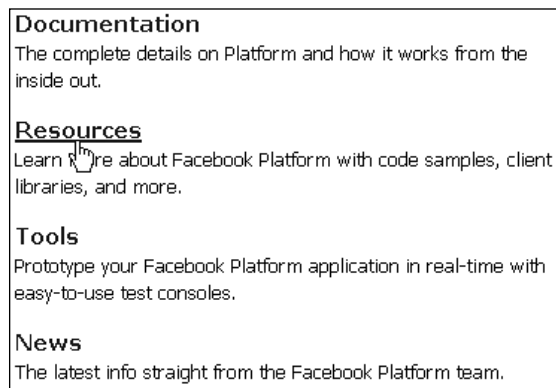 Documentation
The complete details on Platform and how it works from the
inside out.
Resources
Learn more about Facebook Platform with code samples, client
libraries, and more.
Tools
Prototype your Facebook Platform application in real-time with
easy-to-use test consoles.
News
The latest info straight from the Facebook Platform team.